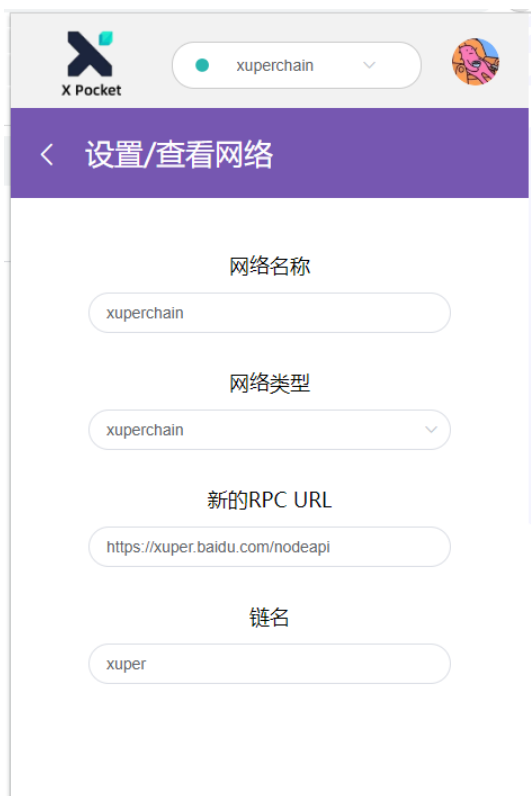 X Pocket
xuperchain
设置/查看网络
网络名称
xuperchain
网络类型
xuperchain
新的RPC URL
https://xuper.baidu.com/nodeapi
链名
xuper